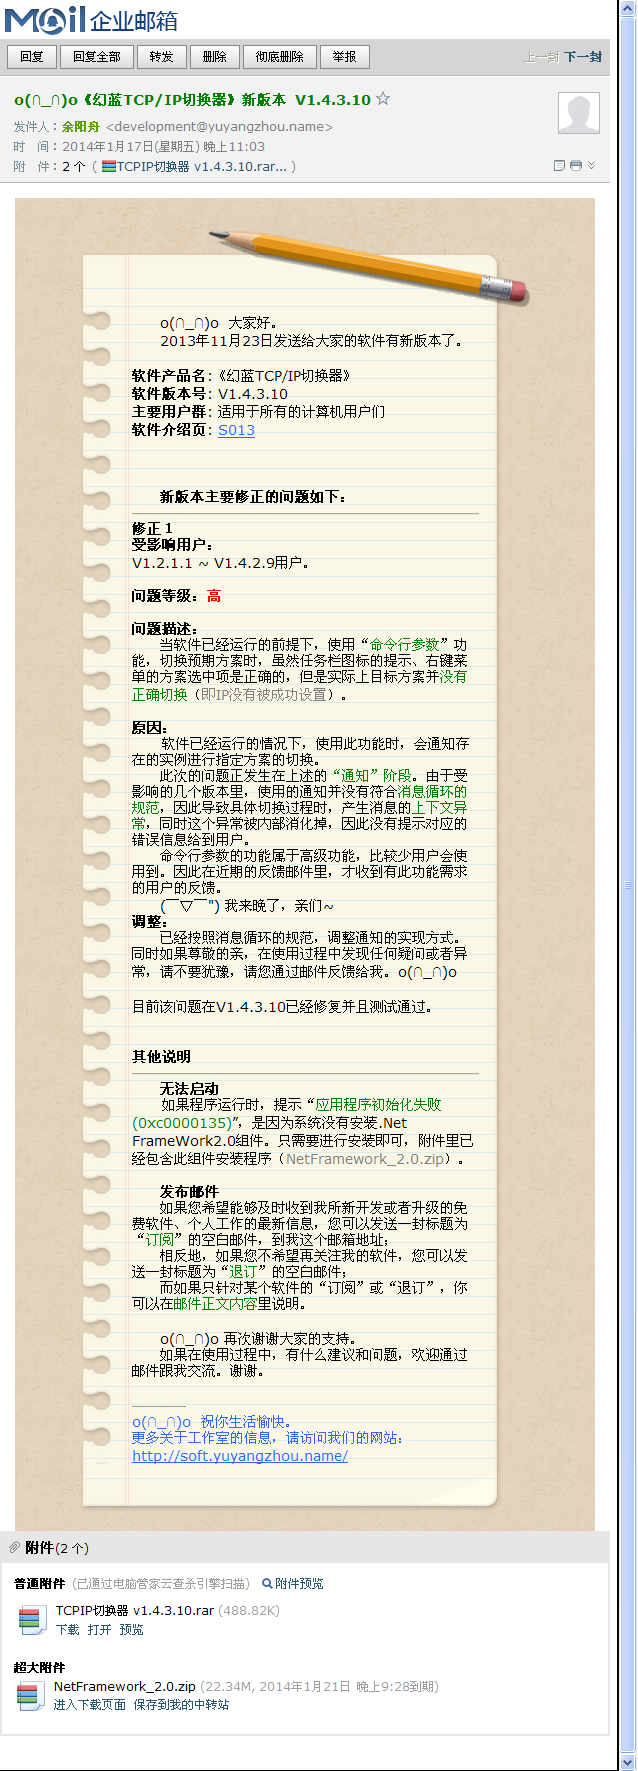 Mail 企业邮箱
回复 回复全部 转发 删除 彻底删除 举报 上一封 下一封
o(∩_∩)o《幻蓝TCP/IP切换器》新版本 V1.4.3.10 ☆
发件人：余阳舟 <development@yuyangzhou.name>
时　间：2014年1月17日(星期五) 晚上11:03
附　件：2 个 ( TCPIP切换器 v1.4.3.10.rar... )
o(∩_∩)o 大家好。
2013年11月23日发送给大家的软件有新版本了。
软件产品名：《幻蓝TCP/IP切换器》
软件版本号：V1.4.3.10
主要用户群：适用于所有的计算机用户们
软件介绍页：S013
新版本主要修正的问题如下：
修正 1
受影响用户：
V1.2.1.1 ~ V1.4.2.9用户。
问题等级：高
问题描述：
当软件已经运行的前提下，使用“命令行参数”功
能，切换预期方案时，虽然任务栏图标的提示、右键菜
单的方案选中项是正确的，但是实际上目标方案并没有
正确切换（即IP没有被成功设置）。
原因：
软件已经运行的情况下，使用此功能时，会通知存
在的实例进行指定方案的切换。
此次的问题正发生在上述的“通知”阶段。由于受
影响的几个版本里，使用的通知并没有符合消息循环的
规范，因此导致具体切换过程时，产生消息的上下文异
常，同时这个异常被内部消化掉，因此没有提示对应的
错误信息给到用户。
命令行参数的功能属于高级功能，比较少用户会使
用到。因此在近期的反馈邮件里，才收到有此功能需求
的用户的反馈。
(￣▽￣") 我来晚了，亲们~
调整：
已经按照消息循环的规范，调整通知的实现方式。
同时如果尊敬的亲，在使用过程中发现任何疑问或者异
常，请不要犹豫，请您通过邮件反馈给我。o(∩_∩)o
目前该问题在V1.4.3.10已经修复并且测试通过。
其他说明
无法启动
如果程序运行时，提示“应用程序初始化失败
(0xc0000135)”，是因为系统没有安装.Net
FrameWork2.0组件。只需要进行安装即可，附件里已
经包含此组件安装程序（NetFramework_2.0.zip）。
发布邮件
如果您希望能够及时收到我所新开发或者升级的免
费软件、个人工作的最新信息，您可以发送一封标题为
“订阅”的空白邮件，到我这个邮箱地址；
相反地，如果您不希望再关注我的软件，您可以发
送一封标题为“退订”的空白邮件；
而如果只针对某个软件的“订阅”或“退订”，你
可以在邮件正文内容里说明。
o(∩_∩)o 再次谢谢大家的支持。
如果在使用过程中，有什么建议和问题，欢迎通过
邮件跟我交流。谢谢。
o(∩_∩)o 祝你生活愉快。
更多关于工作室的信息，请访问我们的网站：
http://soft.yuyangzhou.name/
附件(2 个)
普通附件 (已通过电脑管家云查杀引擎扫描) 附件预览
TCPIP切换器 v1.4.3.10.rar (488.82K)
下载 打开 预览
超大附件
NetFramework_2.0.zip (22.34M, 2014年1月21日 晚上9:28到期)
进入下载页面 保存到我的中转站